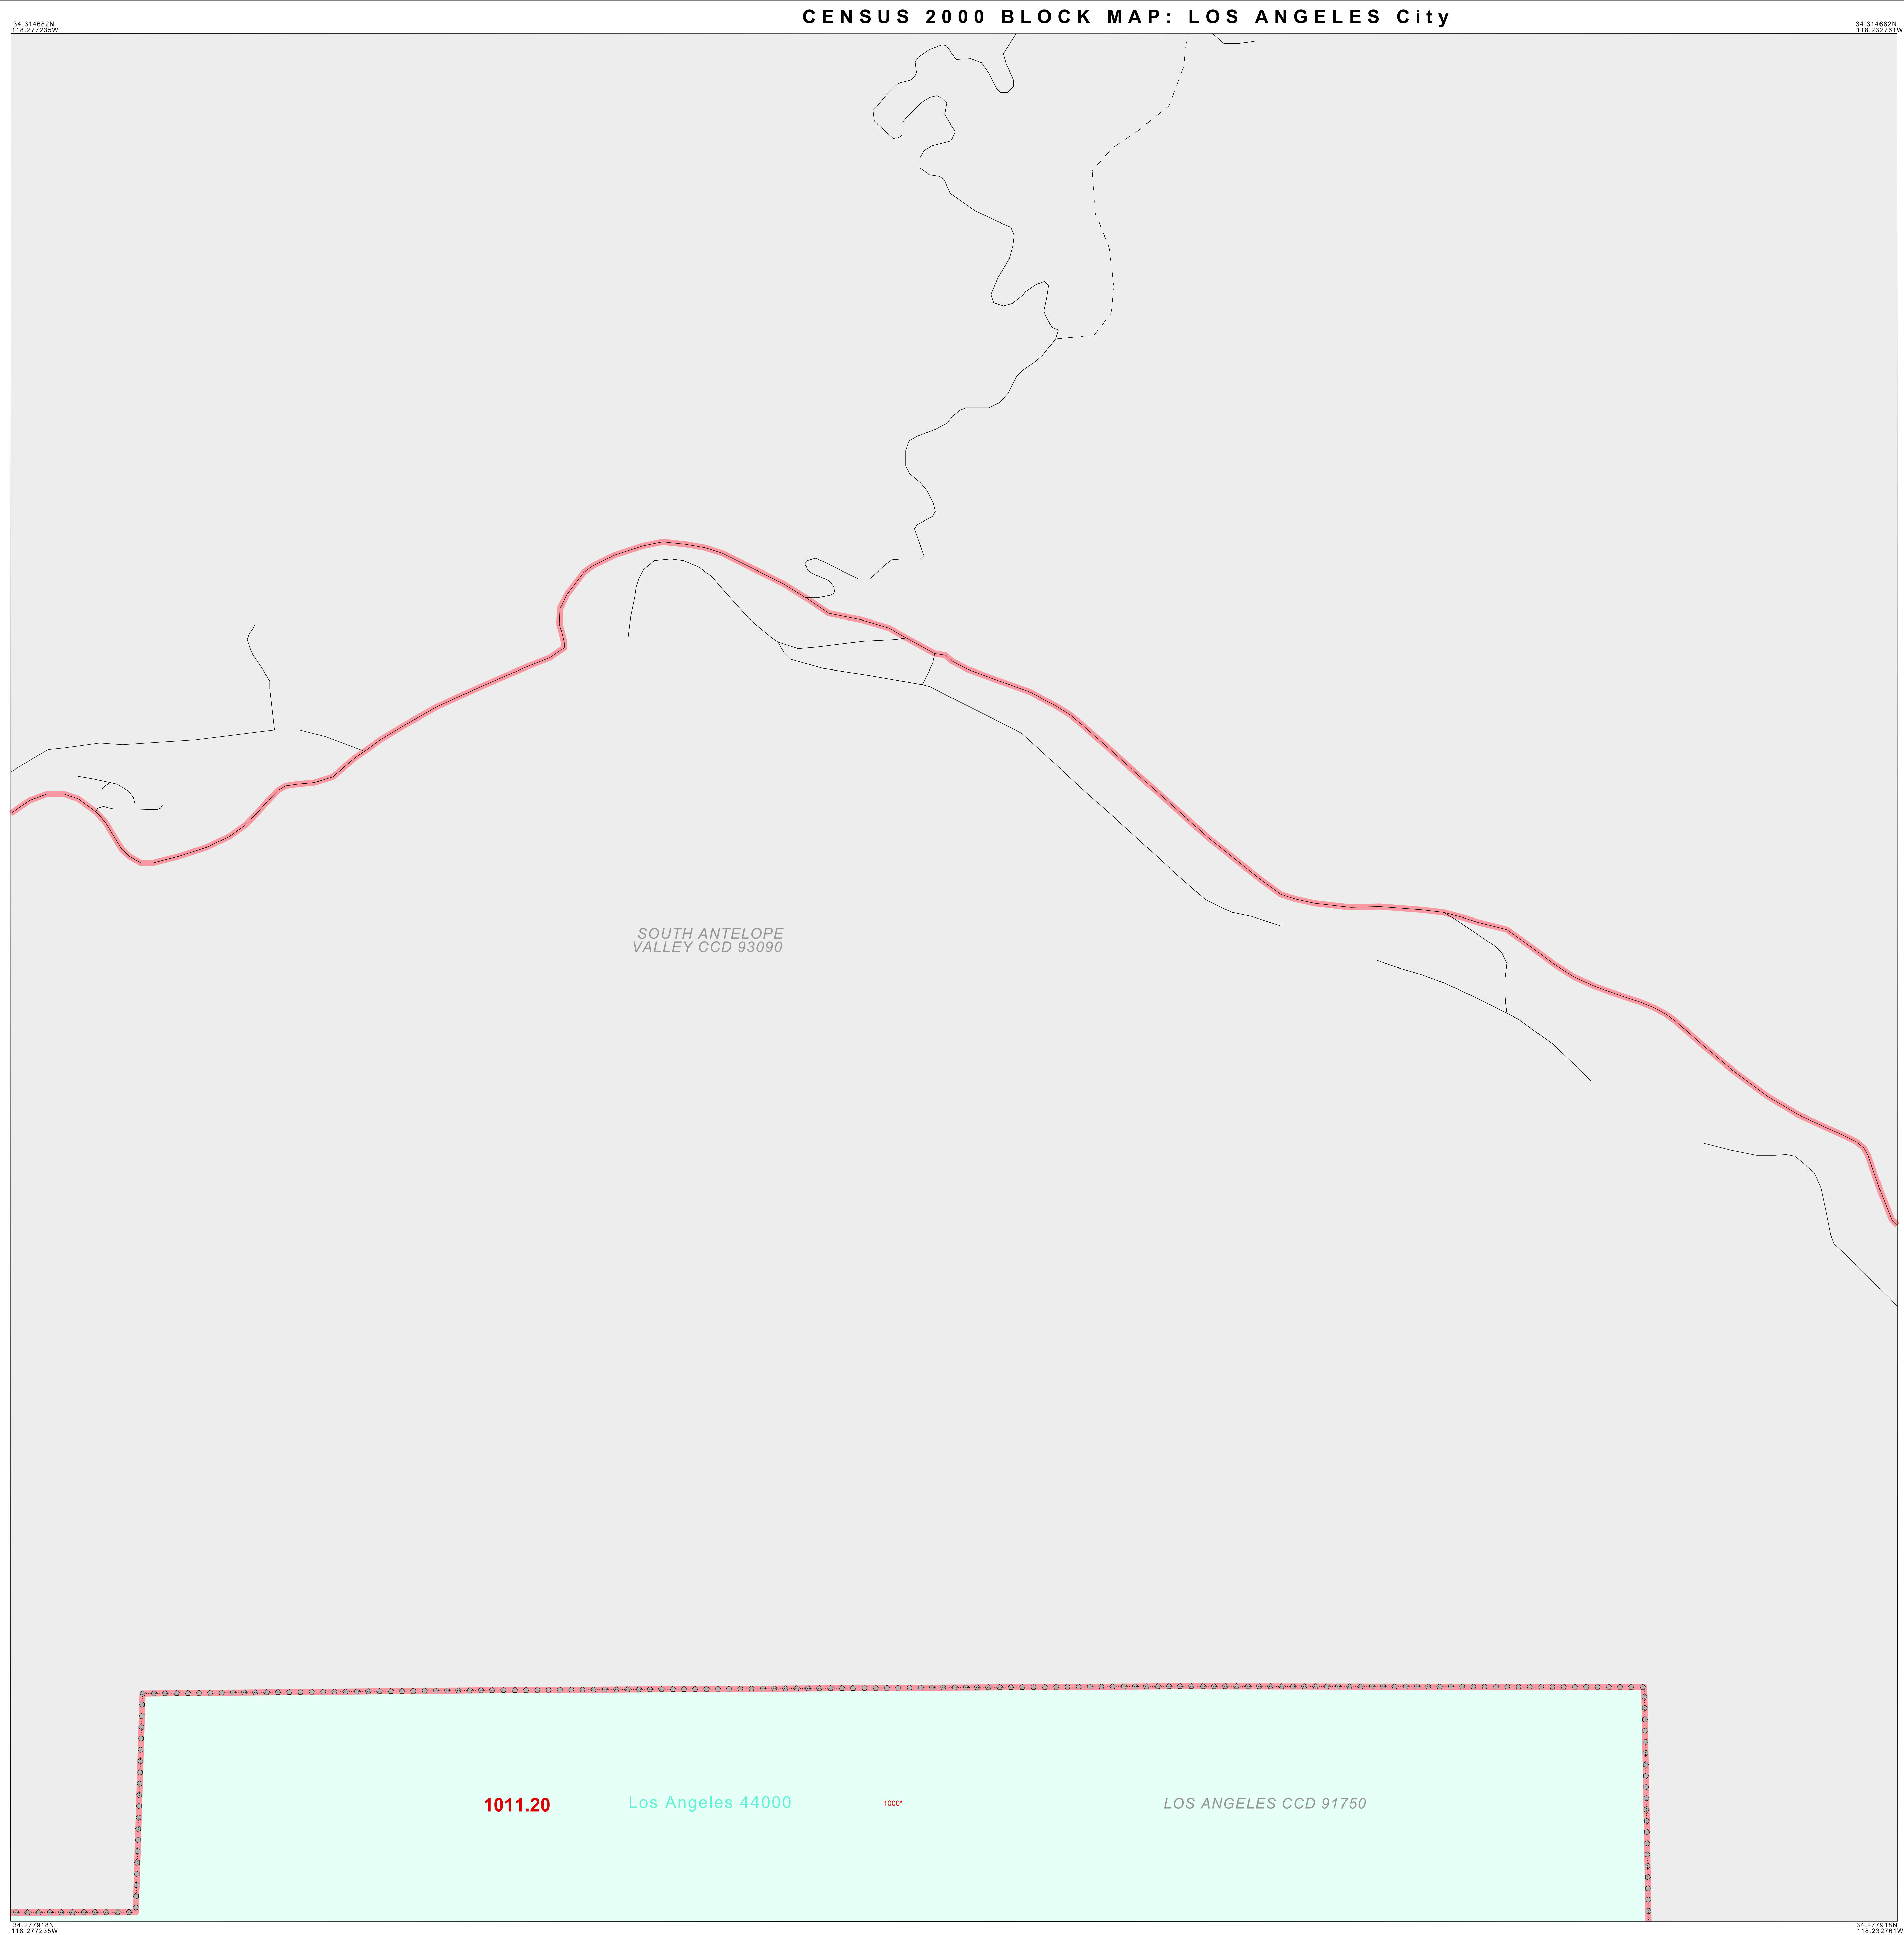 CENSUS 2000 BLOCK MAP: LOS ANGELES City
34.314682N
118.277235W
34.314682N
118.232761W
SOUTH ANTELOPE
VALLEY CCD 93090
1011.20
Los Angeles 44000
1000*
LOS ANGELES CCD 91750
34.277918N
118.277235W
34.277918N
118.232761W